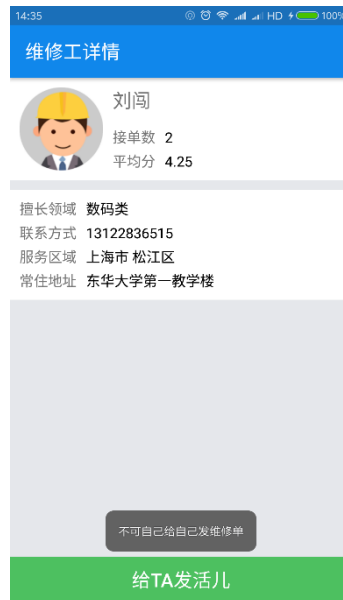 14:35 HD 100%
维修工详情
刘闯
接单数 2
平均分 4.25
擅长领域 数码类
联系方式 13122836515
服务区域 上海市 松江区
常住地址 东华大学第一教学楼
不可自己给自己发维修单
给TA发活儿